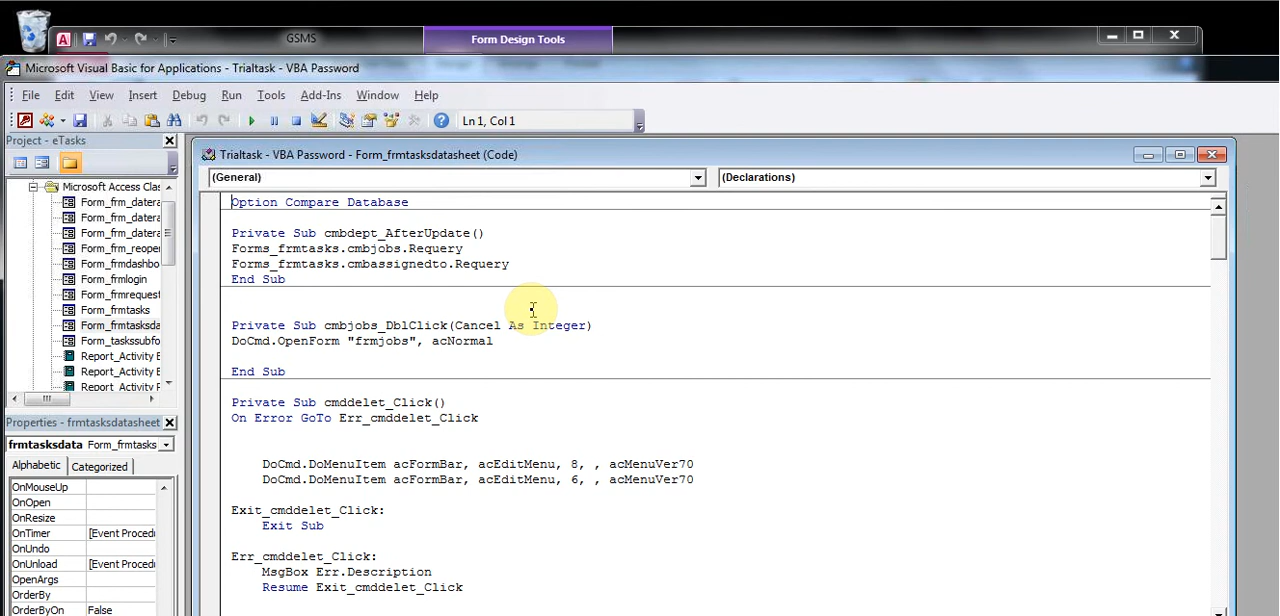 GSMS
Form Design Tools
Microsoft Visual Basic for Applications - Trialtask - VBA Password
File Edit View Insert Debug Run Tools Add-Ins Window Help
Ln 1, Col 1
Project - eTasks
Microsoft Access Clas
Form_frm_datera
Form_frm_datera
Form_frm_datera
Form_frm_reopen
Form_frmdashbo
Form_frmlogin
Form_frmrequest
Form_frmtasks
Form_frmtasksda
Form_taskssubfo
Report_Activity B
Report_Activity E
Report_Activity F
Properties - frmtasksdatasheet
frmtasksdata Form_frmtasks
Alphabetic Categorized
OnMouseUp
OnOpen
OnResize
OnTimer [Event Procedu
OnUndo
OnUnload [Event Procedu
OpenArgs
OrderBy
OrderByOn False
Trialtask - VBA Password - Form_frmtasksdatasheet (Code)
(General) (Declarations)
Option Compare Database
Private Sub cmbdept_AfterUpdate()
Forms_frmtasks.cmbjobs.Requery
Forms_frmtasks.cmbassignedto.Requery
End Sub
Private Sub cmbjobs_DblClick(Cancel As Integer)
DoCmd.OpenForm "frmjobs", acNormal
End Sub
Private Sub cmddelet_Click()
On Error GoTo Err_cmddelet_Click
DoCmd.DoMenuItem acFormBar, acEditMenu, 8, , acMenuVer70
DoCmd.DoMenuItem acFormBar, acEditMenu, 6, , acMenuVer70
Exit_cmddelet_Click:
Exit Sub
Err_cmddelet_Click:
MsgBox Err.Description
Resume Exit_cmddelet_Click